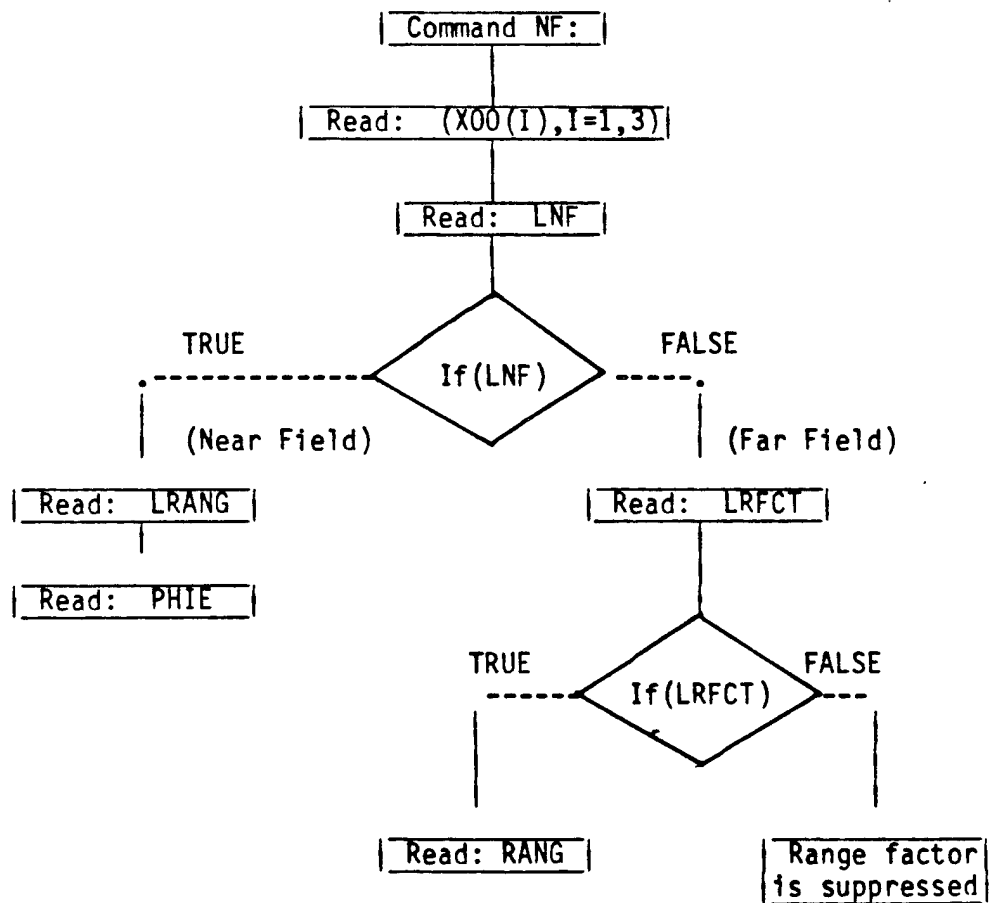 Command NF:
Read: (X00(I),I=1,3)
Read: LNF
TRUE
FALSE
If(LNF)
(Near Field)
(Far Field)
Read: LRANG
Read: LRFCT
Read: PHIE
TRUE
FALSE
If(LRFCT)
Read: RANG
Range factor
is suppressed